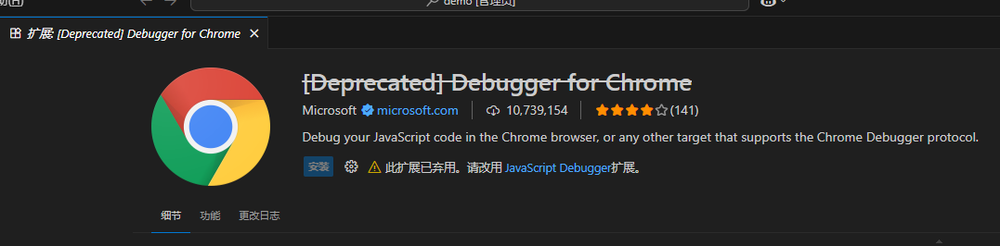 demo [管理员]
扩展: [Deprecated] Debugger for Chrome
[Deprecated] Debugger for Chrome
Microsoft microsoft.com 10,739,154 (141)
Debug your JavaScript code in the Chrome browser, or any other target that supports the Chrome Debugger protocol.
安装 此扩展已弃用。请改用 JavaScript Debugger扩展。
细节 功能 更改日志